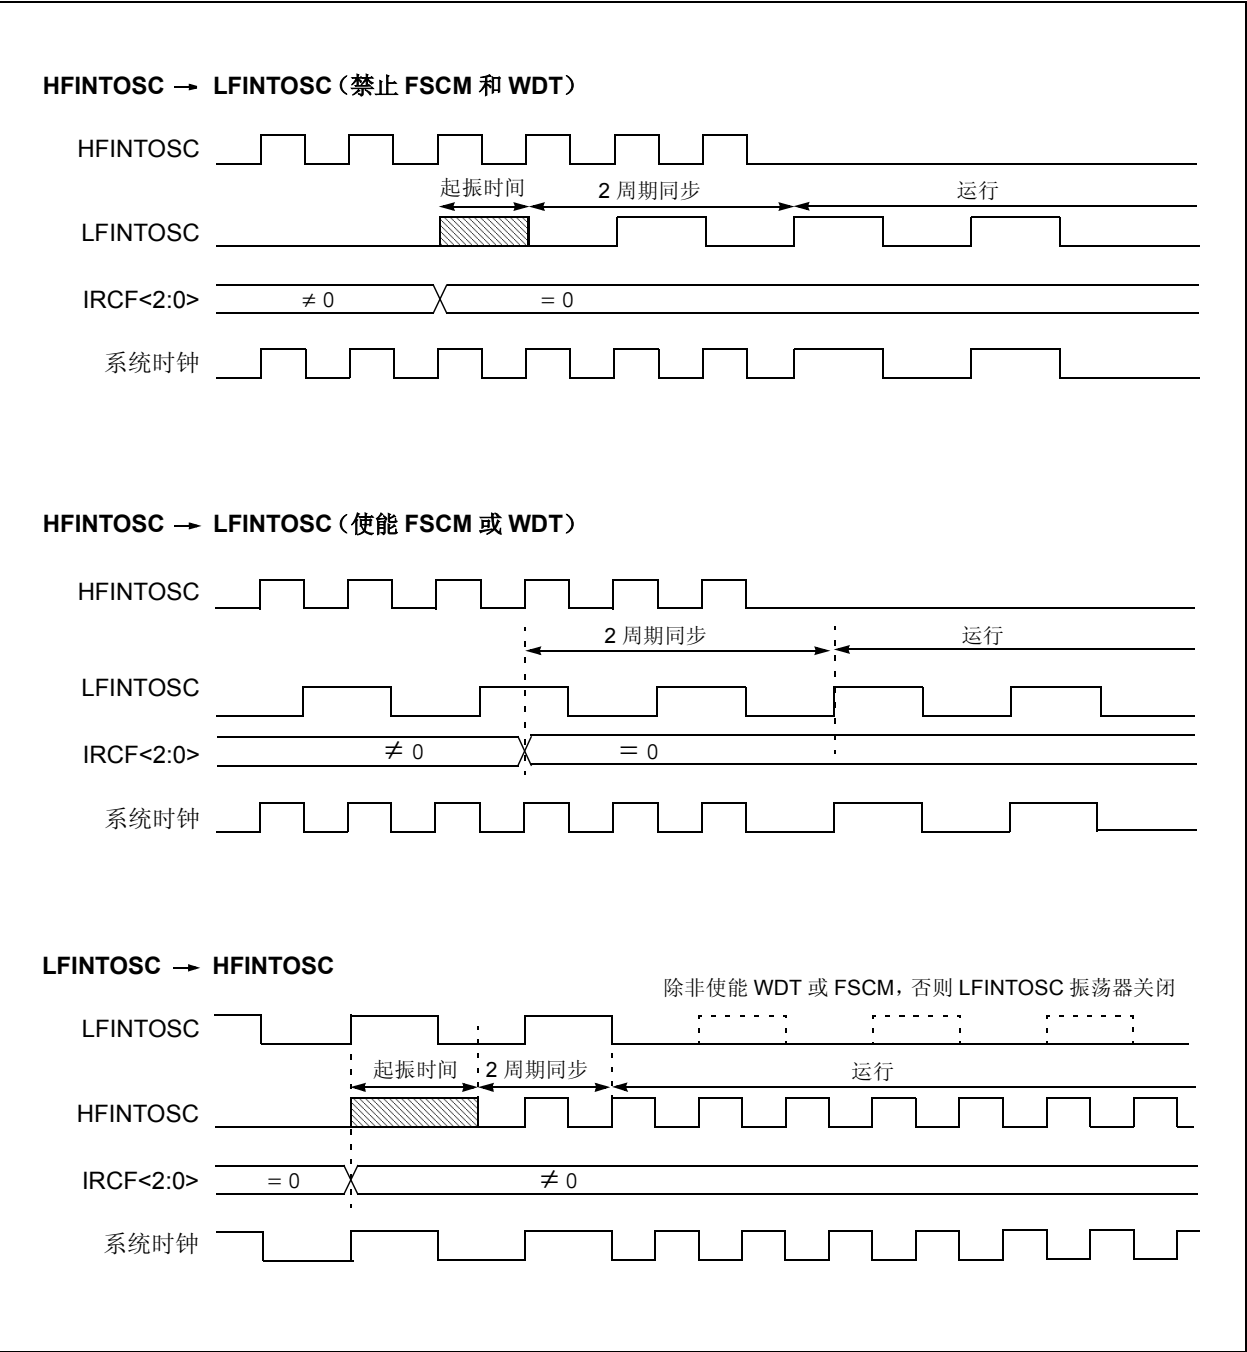 HFINTOSC → LFINTOSC（禁止 FSCM 和 WDT）
HFINTOSC
起振时间 2 周期同步 运行
LFINTOSC
IRCF<2:0> ≠ 0 = 0
系统时钟
HFINTOSC → LFINTOSC（使能 FSCM 或 WDT）
HFINTOSC
2 周期同步 运行
LFINTOSC
IRCF<2:0> ≠ 0 = 0
系统时钟
LFINTOSC → HFINTOSC
除非使能 WDT 或 FSCM，否则 LFINTOSC 振荡器关闭
LFINTOSC
起振时间 2 周期同步 运行
HFINTOSC
IRCF<2:0> = 0 ≠ 0
系统时钟